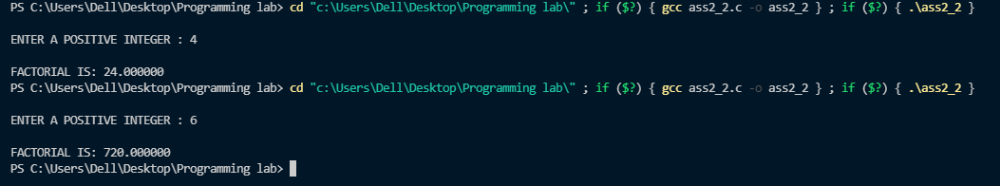 PS C:\Users\Dell\Desktop\Programming lab> cd "c:\Users\Dell\Desktop\Programming lab\" ; if ($?) { gcc ass2_2.c -o ass2_2 } ; if ($?) { .\ass2_2 }
ENTER A POSITIVE INTEGER : 4
FACTORIAL IS: 24.000000
PS C:\Users\Dell\Desktop\Programming lab> cd "c:\Users\Dell\Desktop\Programming lab\" ; if ($?) { gcc ass2_2.c -o ass2_2 } ; if ($?) { .\ass2_2 }
ENTER A POSITIVE INTEGER : 6
FACTORIAL IS: 720.000000
PS C:\Users\Dell\Desktop\Programming lab>